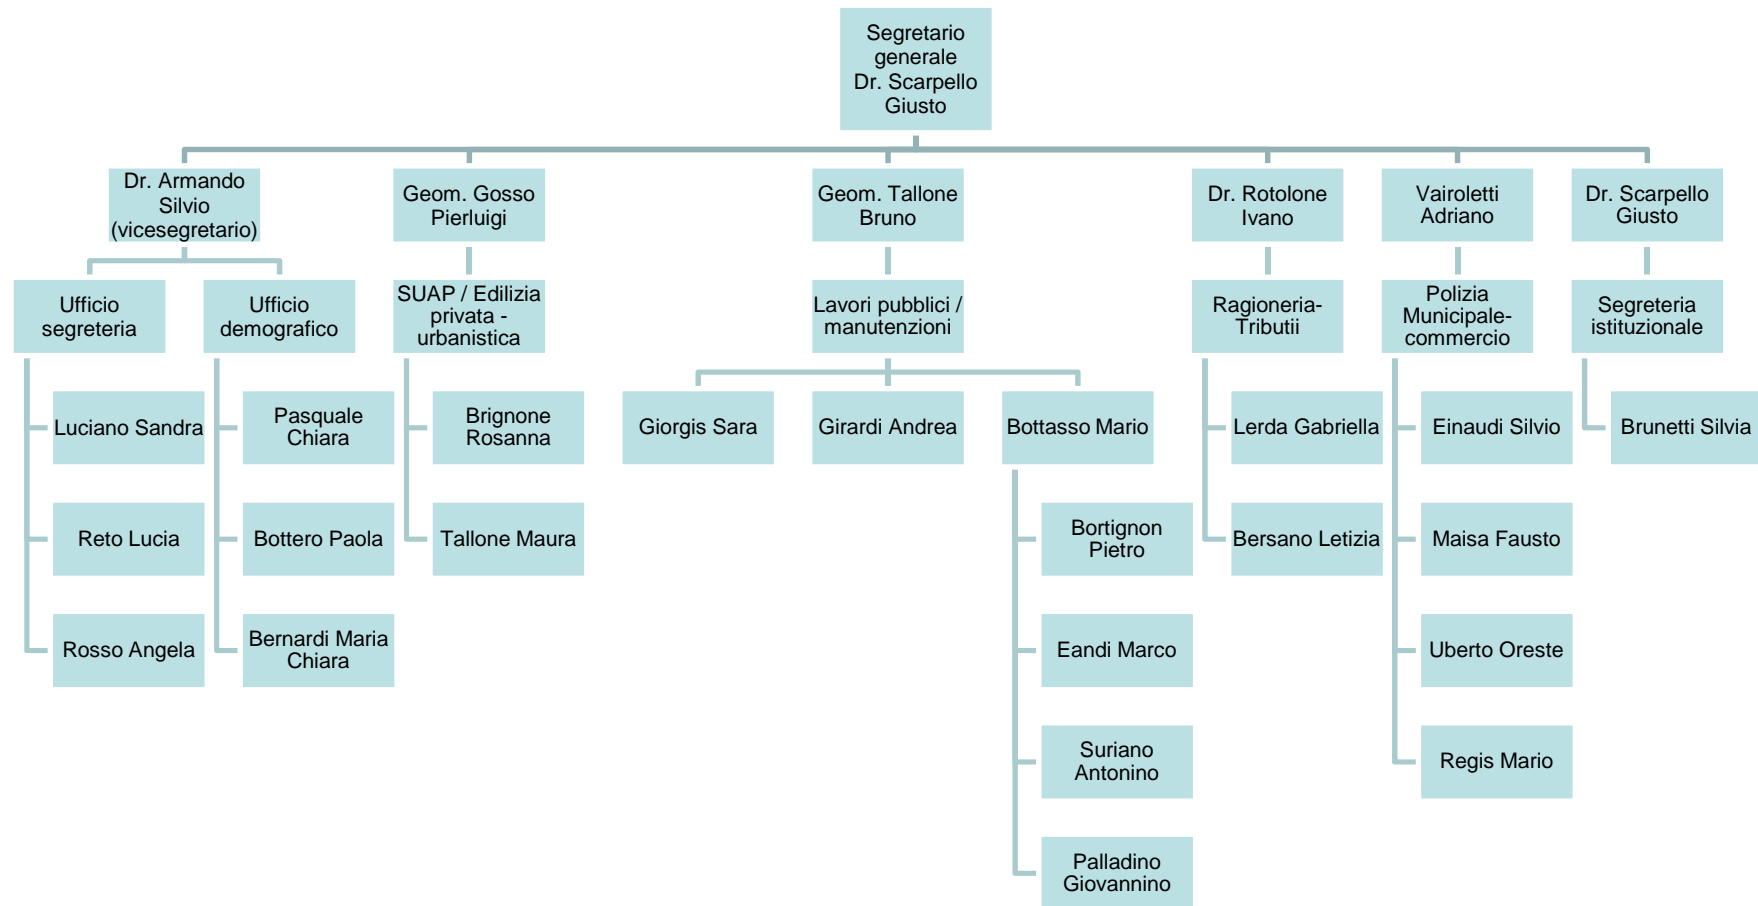 Segretario
generale
Dr. Scarpello
Giusto
Dr. Armando
Silvio
(vicesegretario)
Geom. Gosso
Pierluigi
Geom. Tallone
Bruno
Dr. Rotolone
Ivano
Vairoletti
Adriano
Dr. Scarpello
Giusto
Ufficio
segreteria
Ufficio
demografico
SUAP / Edilizia
privata -
urbanistica
Lavori pubblici /
manutenzioni
Ragioneria-
Tributii
Polizia
Municipale-
commercio
Segreteria
istituzionale
Luciano Sandra
Pasquale
Chiara
Brignone
Rosanna
Giorgis Sara
Girardi Andrea
Bottasso Mario
Lerda Gabriella
Einaudi Silvio
Brunetti Silvia
Reto Lucia
Bottero Paola
Tallone Maura
Bortignon
Pietro
Bersano Letizia
Maisa Fausto
Rosso Angela
Bernardi Maria
Chiara
Eandi Marco
Uberto Oreste
Suriano
Antonino
Regis Mario
Palladino
Giovannino